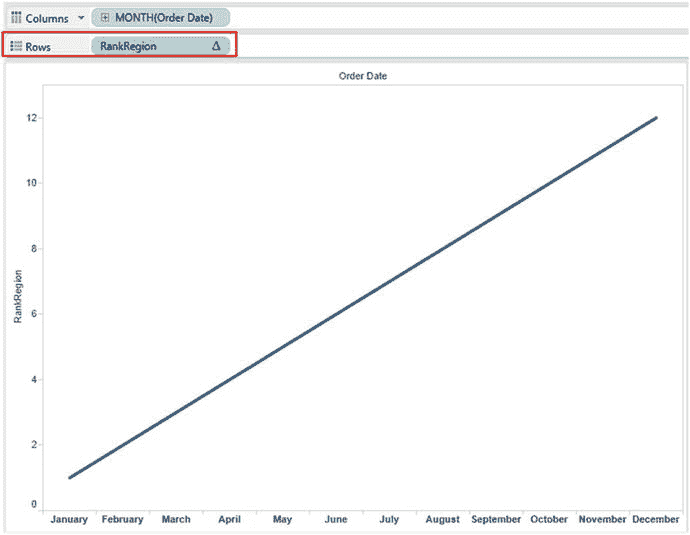 Columns MONTH(Order Date)
Rows RankRegion Δ
Order Date
12
10
8
6
4
2
0
RankRegion
January February March April May June July August September October November December